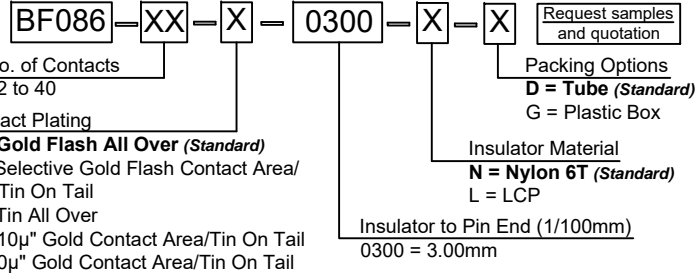 BF086 - XX - X - 0300 - X - X
Request samples
and quotation
o. of Contacts
2 to 40
act Plating
Gold Flash All Over (Standard)
Selective Gold Flash Contact Area/
Tin On Tail
Tin All Over
10µ" Gold Contact Area/Tin On Tail
0µ" Gold Contact Area/Tin On Tail
Packing Options
D = Tube (Standard)
G = Plastic Box
Insulator Material
N = Nylon 6T (Standard)
L = LCP
Insulator to Pin End (1/100mm)
0300 = 3.00mm